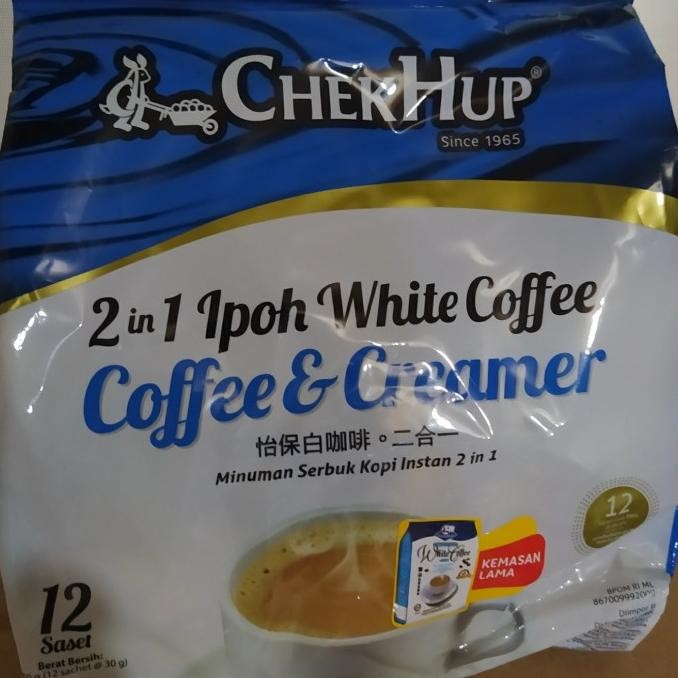 CHEKHUP®
Since 1965
2 in 1 Ipoh White Coffee
Coffee & Creamer
怡保白咖啡。二合一
Minuman Serbuk Kopi Instan 2 in 1
12
White Coffee
KEMASAN
LAMA
12
Saset
Berat Bersih:
(12 sachet @ 30 g)
BPOM RI ML
Diimpor